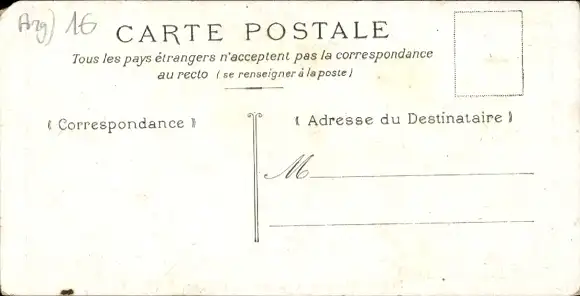 Arg) 16
CARTE POSTALE
Tous les pays étrangers n'acceptent pas la correspondance
au recto (se renseigner à la poste)
(Correspondance)
(Adresse du Destinataire)
M